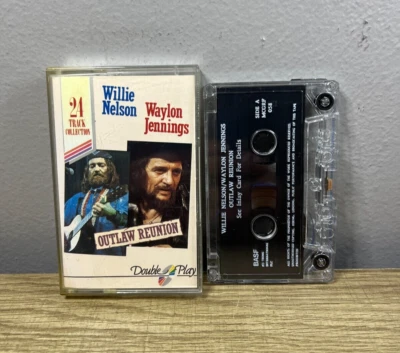 24
TRACK
COLLECTION
Willie
Nelson
Waylon
Jennings
OUTLAW REUNION
Double Play
SIDE A
058
WILLIE NELSON/WAYLON JENNINGS
OUTLAW REUNION
See Inlay Card For Details
BASF